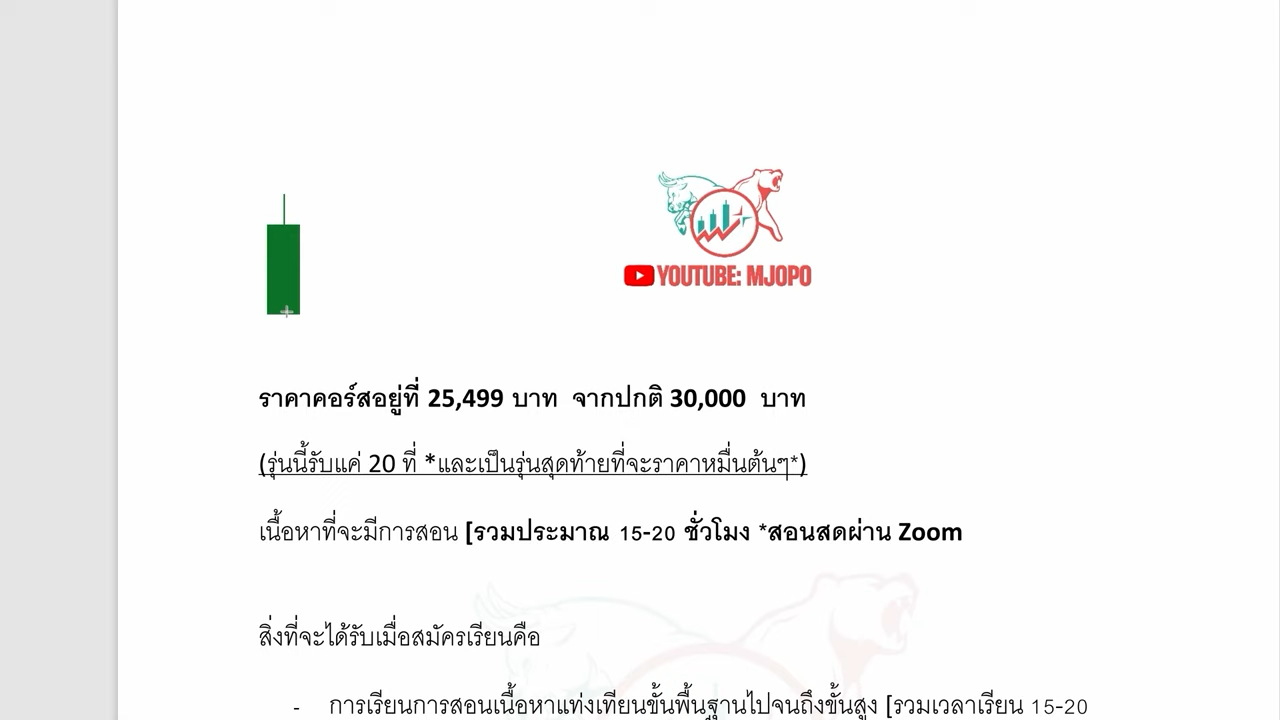 YOUTUBE: MJOPO
ราคาคอร์สอยู่ที่ 25,499 บาท จากปกติ 30,000 บาท
(รุ่นนี้รับแค่ 20 ที่ *และเป็นรุ่นสุดท้ายที่จะราคาหมื่นต้นๆ*)
เนื้อหาที่จะมีการสอน [รวมประมาณ 15-20 ชั่วโมง *สอนสดผ่าน Zoom
สิ่งที่จะได้รับเมื่อสมัครเรียนคือ
- การเรียนการสอนเนื้อหาแท่งเทียนขั้นพื้นฐานไปจนถึงขั้นสูง [รวมเวลาเรียน 15-20